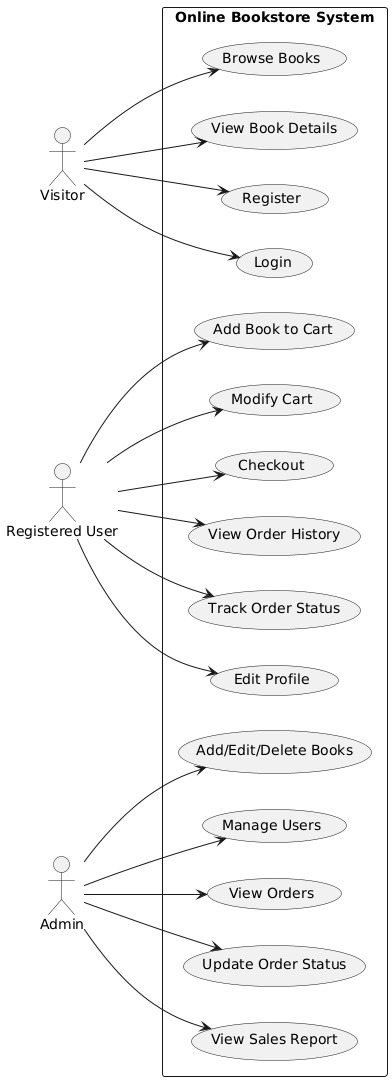 Online Bookstore System
Browse Books
View Book Details
Visitor
Register
Login
Add Book to Cart
Modify Cart
Checkout
Registered User
View Order History
Track Order Status
Edit Profile
Add/Edit/Delete Books
Manage Users
View Orders
Admin
Update Order Status
View Sales Report